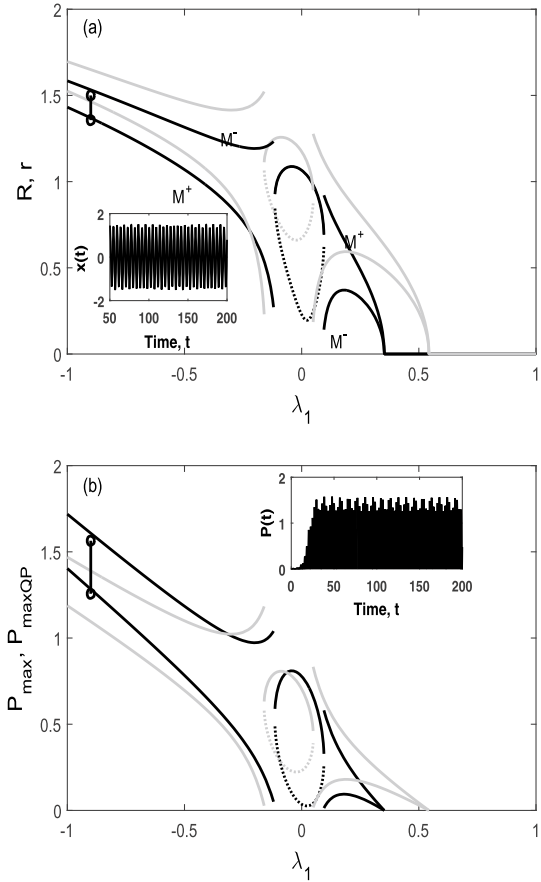 (a)
2
1.5
1
0.5
0
R, r
M⁻
M⁺
M⁺
M⁻
2
0
-2
x(t)
50 100 150 200
Time, t
-1 -0.5 0 0.5 1
λ₁
(b)
2
1.5
1
0.5
0
P_max, P_maxQP
2
1
0
P(t)
0 50 100 150 200
Time, t
-1 -0.5 0 0.5 1
λ₁